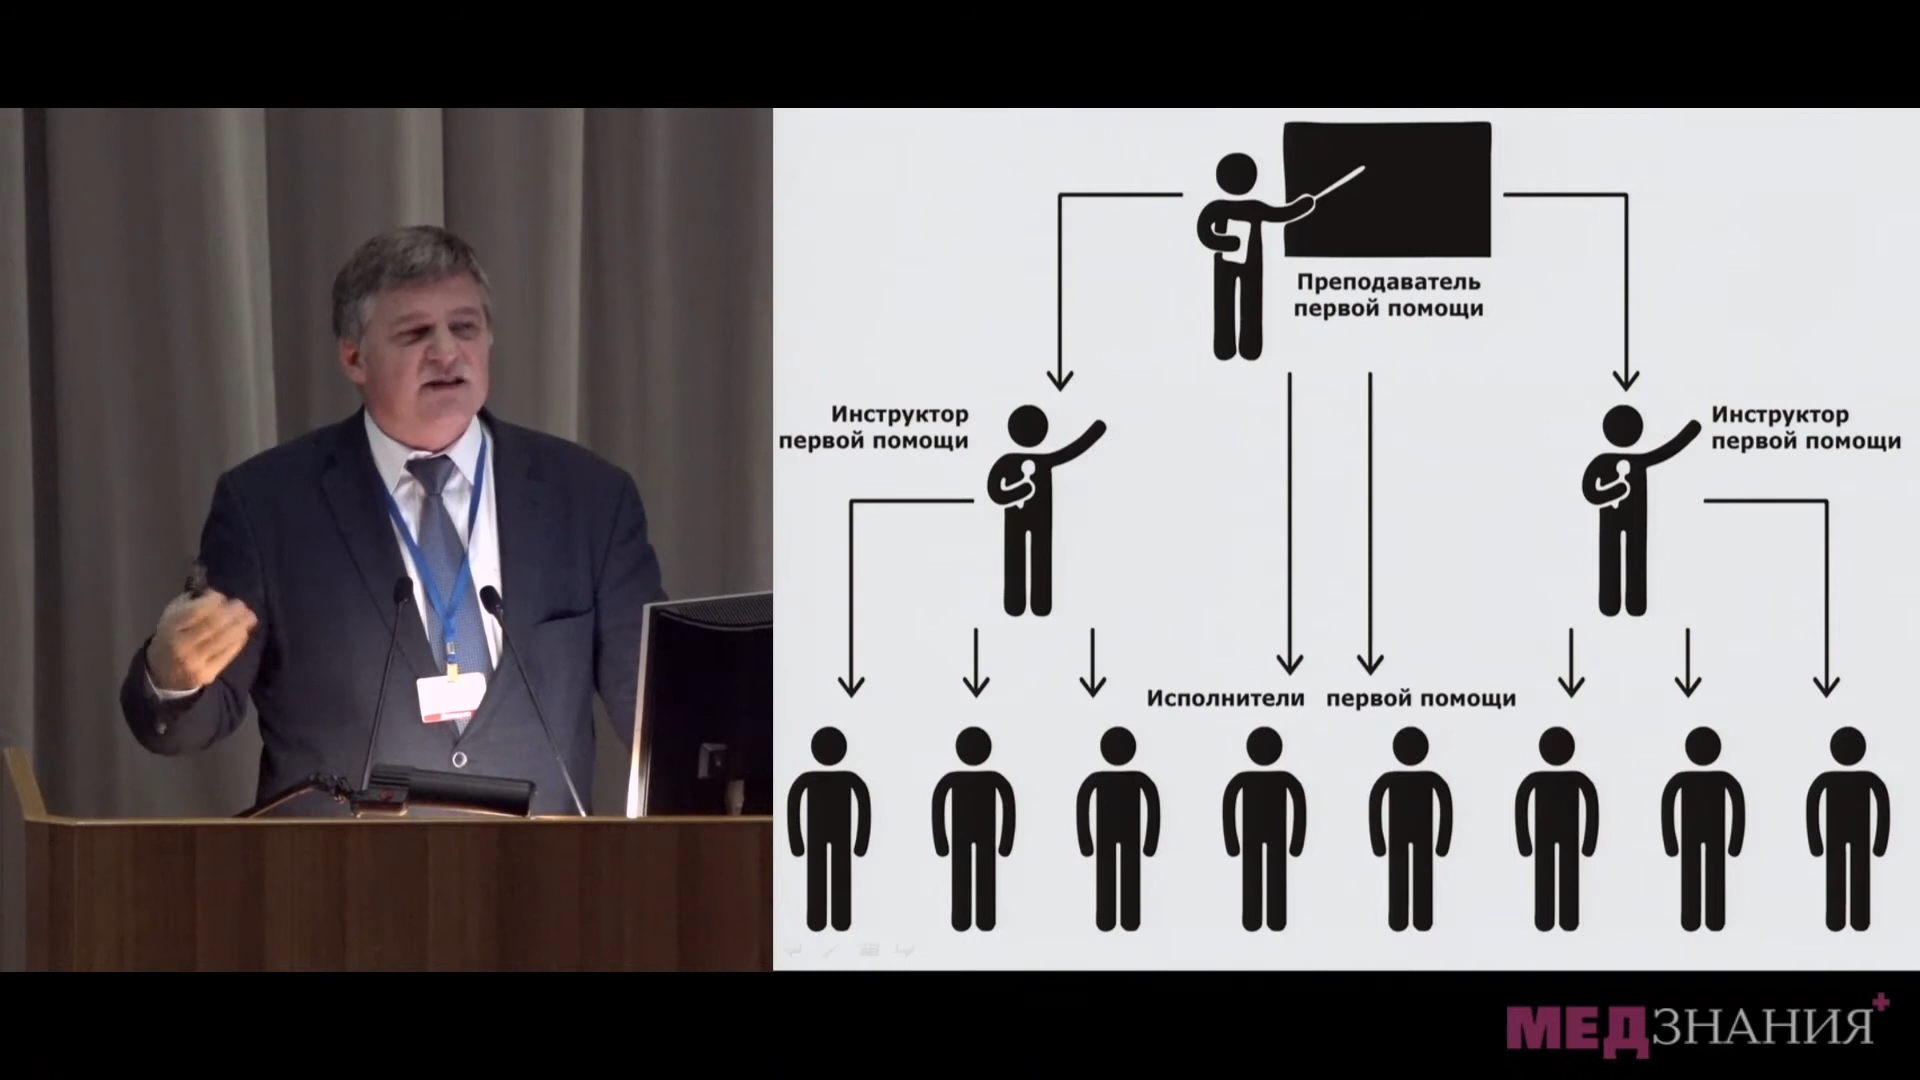 Преподаватель
первой помощи
Инструктор
первой помощи
Инструктор
первой помощи
Исполнители первой помощи
МЕДЗНАНИЯ+